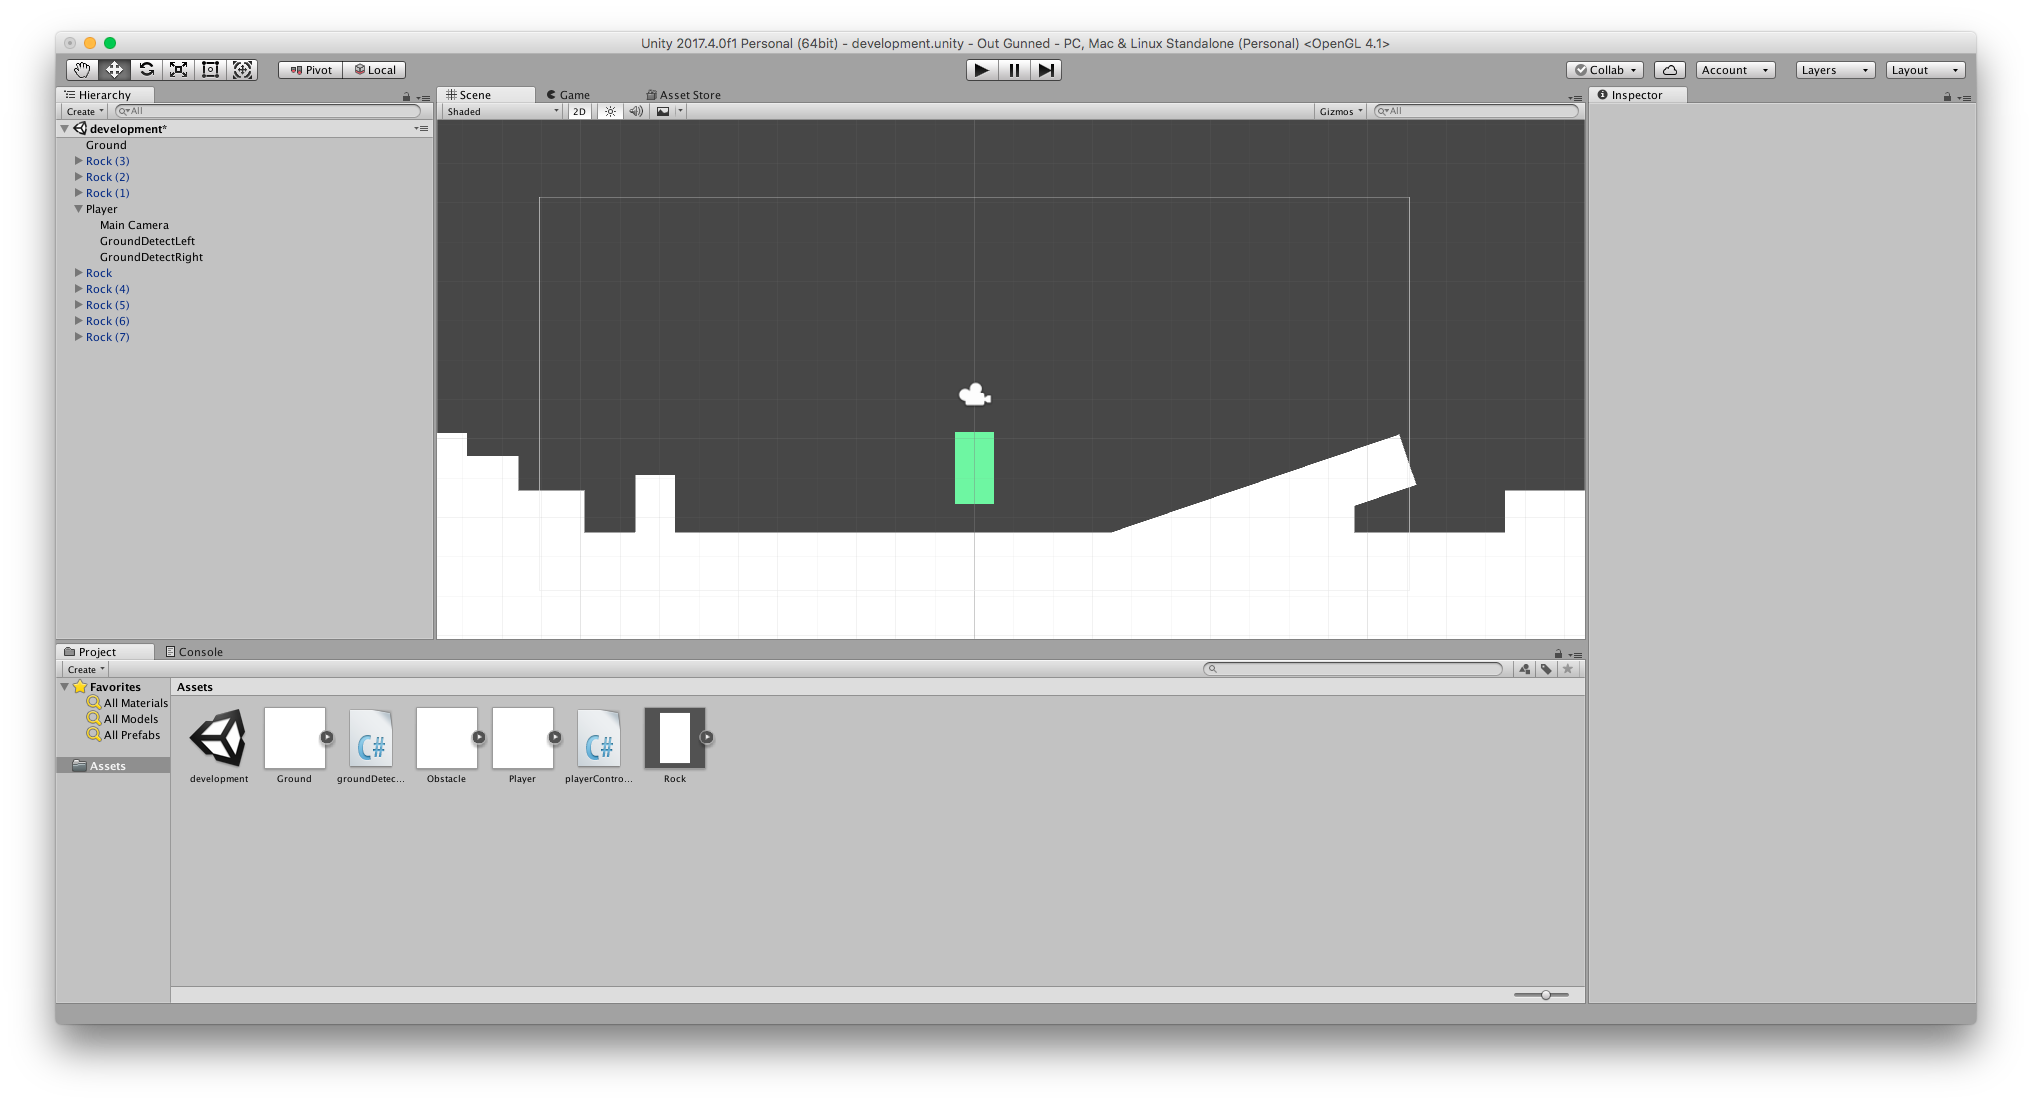 Unity 2017.4.0f1 Personal (64bit) - development.unity - Out Gunned - PC, Mac & Linux Standalone (Personal) <OpenGL 4.1>
Pivot Local Collab Account Layers Layout
Hierarchy
Create All
development*
Ground
Rock (3)
Rock (2)
Rock (1)
Player
Main Camera
GroundDetectLeft
GroundDetectRight
Rock
Rock (4)
Rock (5)
Rock (6)
Rock (7)
Scene Game Asset Store
Shaded 2D Gizmos All
Inspector
Project Console
Create
Favorites
All Materials
All Models
All Prefabs
Assets
Assets
C# C#
development Ground groundDetec... Obstacle Player playerContro... Rock